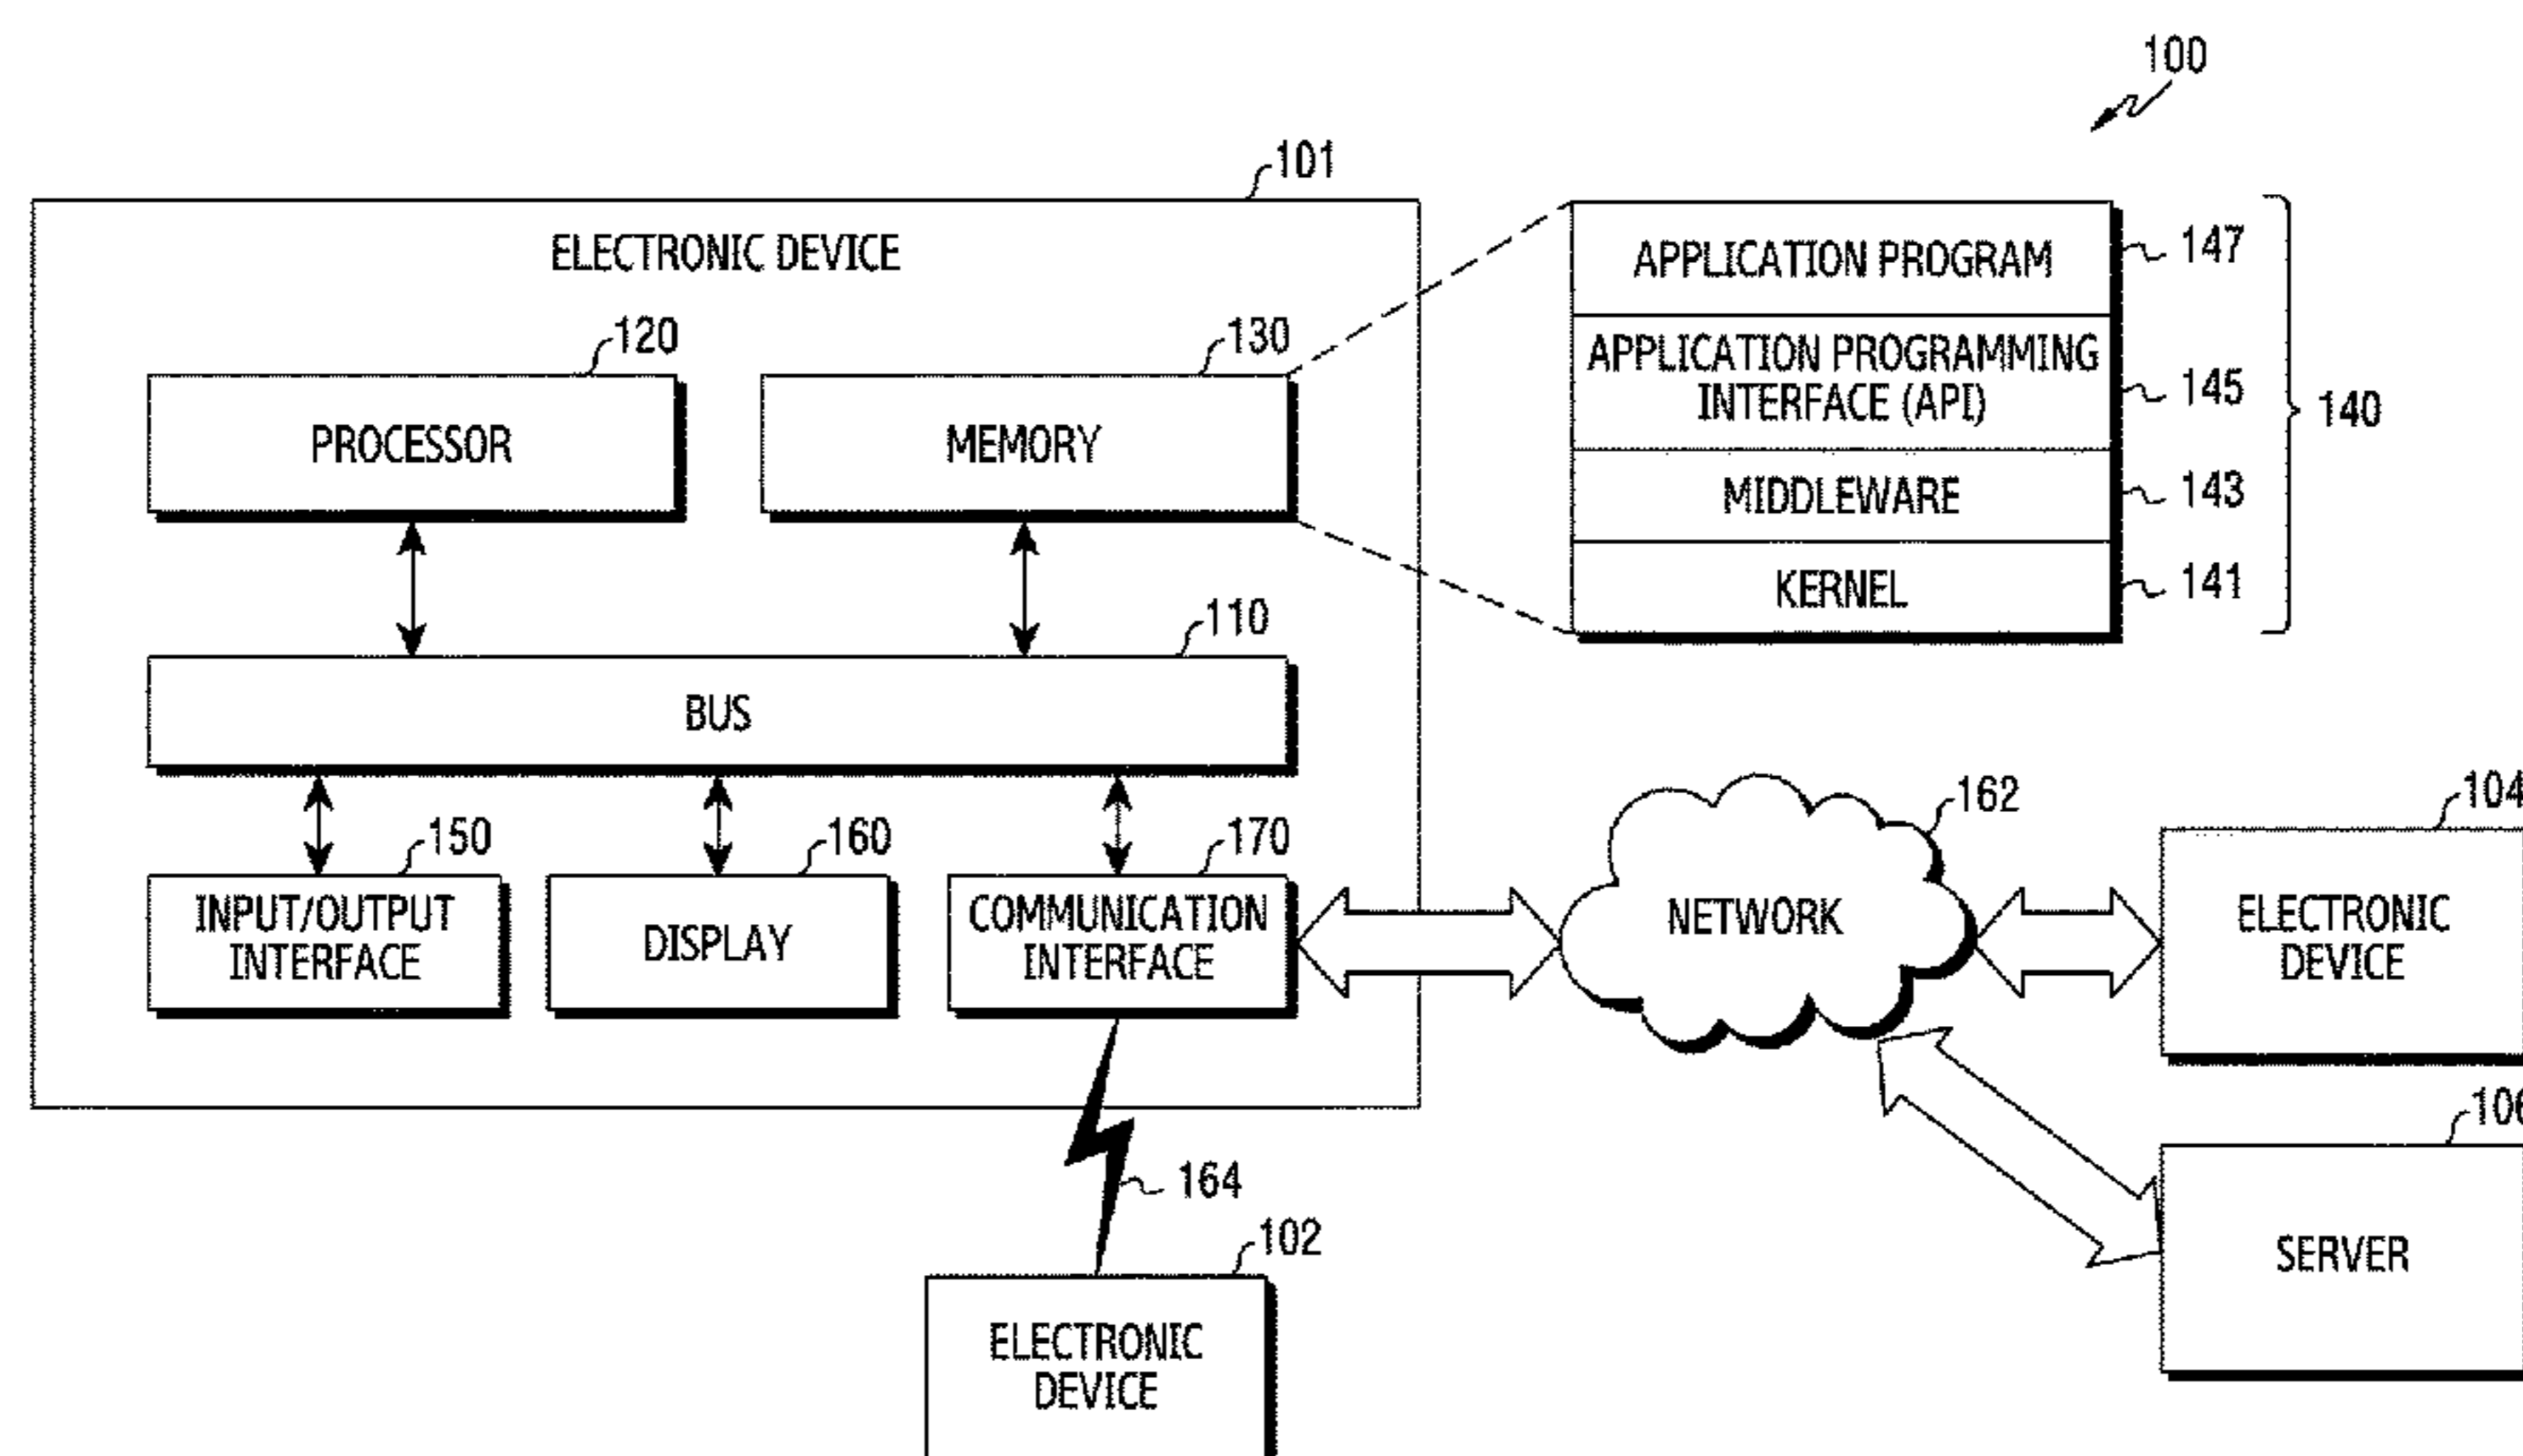 100
101
ELECTRONIC DEVICE
120
PROCESSOR
130
MEMORY
APPLICATION PROGRAM
147
APPLICATION PROGRAMMING
INTERFACE (API)
145
MIDDLEWARE
143
KERNEL
141
140
110
BUS
150
INPUT/OUTPUT
INTERFACE
160
DISPLAY
170
COMMUNICATION
INTERFACE
162
NETWORK
104
ELECTRONIC
DEVICE
164
106
SERVER
102
ELECTRONIC
DEVICE